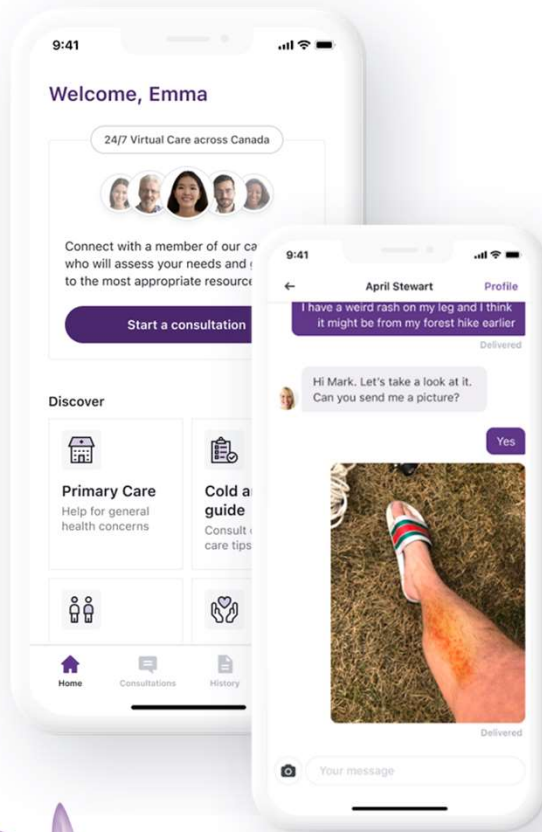 9:41
Welcome, Emma
24/7 Virtual Care across Canada
Connect with a member of our
who will assess your needs and
to the most appropriate
Start a consultation
Discover
Primary Care
Help for general
health concerns
Cold
guide
Consult
care tips
Home
Consultations
History
9:41
April Stewart
Profile
I have a weird rash on my leg and I think
it might be from my forest hike earlier
Delivered
Hi Mark. Let's take a look at it.
Can you send me a picture?
Yes
Delivered
Your message